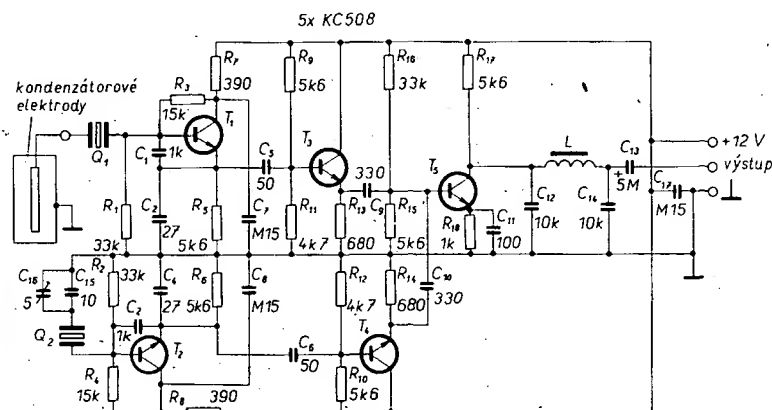 5x KC508
kondenzátorové
elektrody
Q₁
R₃
15k
R₇
390
R₉
5k6
R₁₆
33k
R₁₇
5k6
T₁
C₁
1k
C₅
50
T₃
330
T₅
L
C₁₃
+
5M
+12 V
výstup
C₁₇
M15
R₁
33k
C₂
27
R₅
5k6
C₇
M15
R₁₁
4k7
R₁₃
680
C₉
R₁₅
5k6
R₁₈
1k
C₁₁
100
C₁₂
10k
C₁₄
10k
C₁₆
5
C₁₅
10
R₂
33k
C₄
27
R₆
5k6
C₈
M15
R₁₂
4k7
R₁₄
680
C₁₀
330
Q₂
C₂
1k
T₂
C₆
50
T₄
R₄
15k
R₈
390
R₁₀
5k6